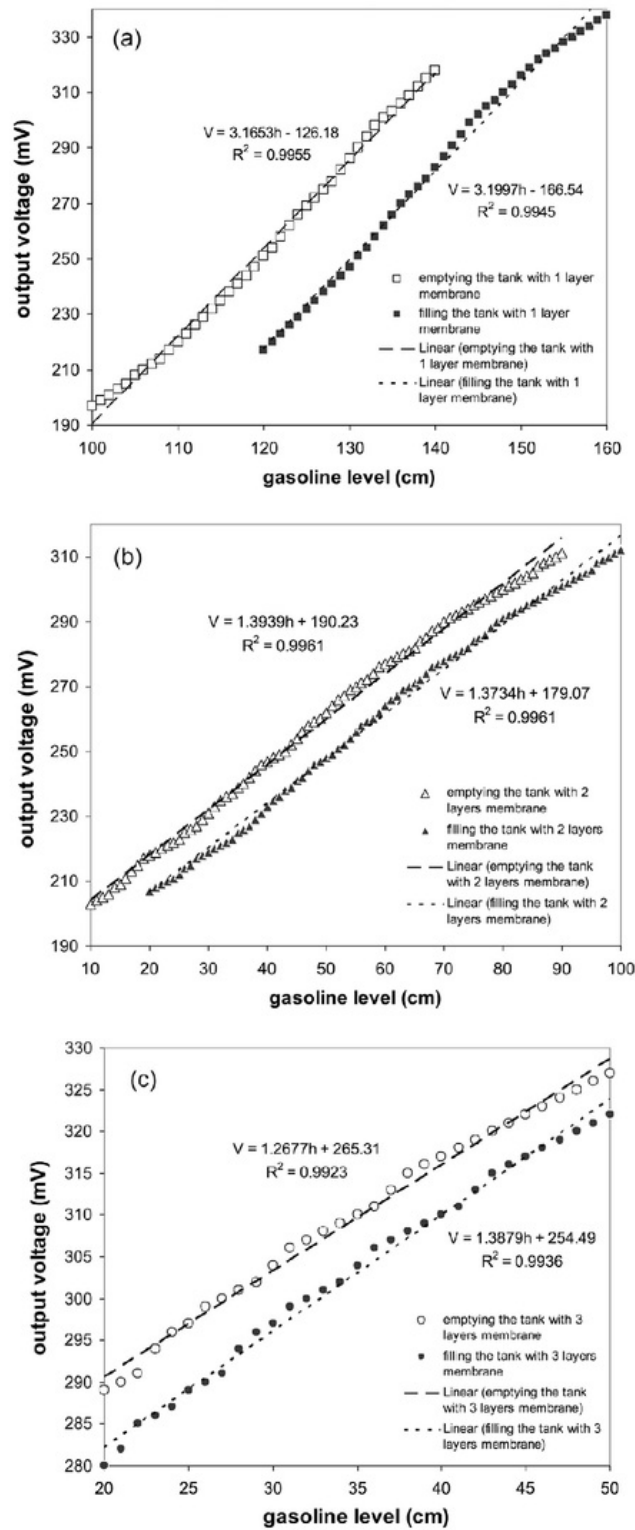 (a)
output voltage (mV)
330
310
290
270
250
230
210
190
V = 3.1653h - 126.18
R² = 0.9955
V = 3.1997h - 166.54
R² = 0.9945
emptying the tank with 1 layer
membrane
filling the tank with 1 layer
membrane
Linear (emptying the tank with
1 layer membrane)
Linear (filling the tank with 1
layer membrane)
100 110 120 130 140 150 160
gasoline level (cm)
(b)
output voltage (mV)
310
290
270
250
230
210
190
V = 1.3939h + 190.23
R² = 0.9961
V = 1.3734h + 179.07
R² = 0.9961
emptying the tank with 2
layers membrane
filling the tank with 2 layers
membrane
Linear (emptying the tank
with 2 layers membrane)
Linear (filling the tank with 2
layers membrane)
10 20 30 40 50 60 70 80 90 100
gasoline level (cm)
(c)
output voltage (mV)
330
325
320
315
310
305
300
295
290
285
280
V = 1.2677h + 265.31
R² = 0.9923
V = 1.3879h + 254.49
R² = 0.9936
emptying the tank with 3
layers membrane
filling the tank with 3 layers
membrane
Linear (emptying the tank
with 3 layers membrane)
Linear (filling the tank with 3
layers membrane)
20 25 30 35 40 45 50
gasoline level (cm)